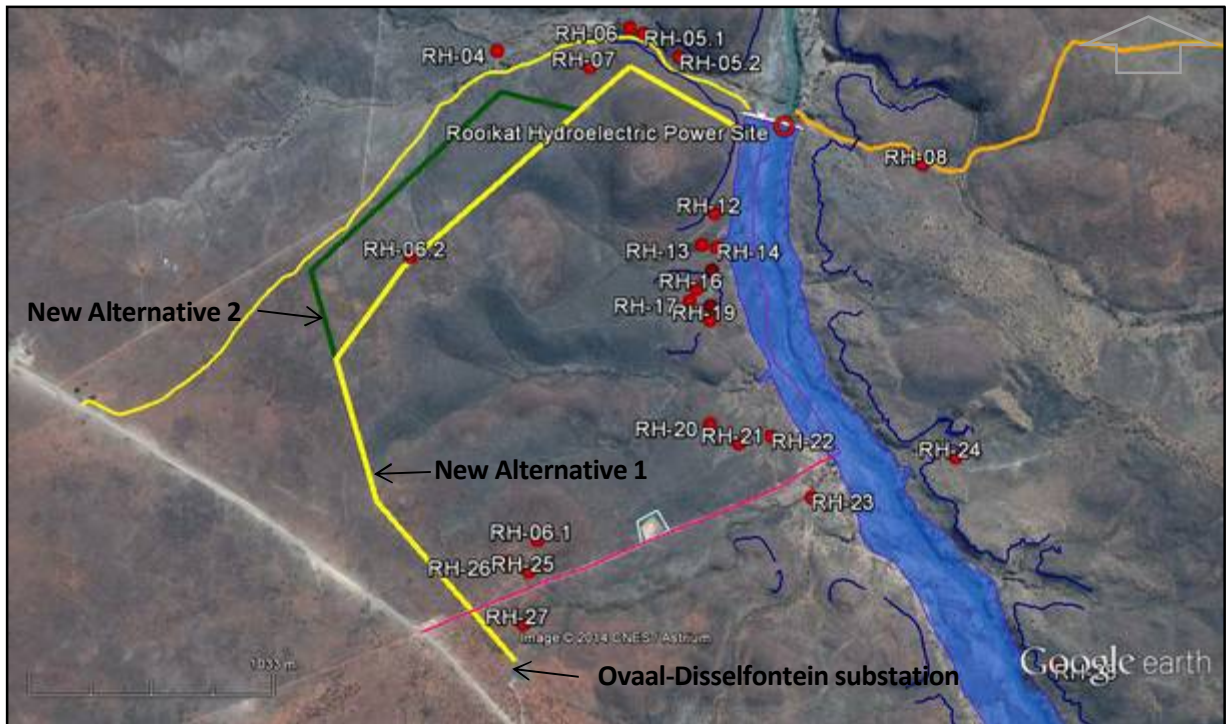 RH-06
RH-05.1
RH-04
RH-07
RH-05.2
Rooikat Hydroelectric Power Site
RH-08
RH-12
RH-06.2
RH-13
RH-14
RH-16
RH-17
RH-19
New Alternative 2
RH-20
RH-21
RH-22
RH-24
New Alternative 1
RH-23
RH-06.1
RH-26
RH-25
RH-27
Image © 2014 CNES / Astrium
Ovaal-Disselfontein substation
Google earth